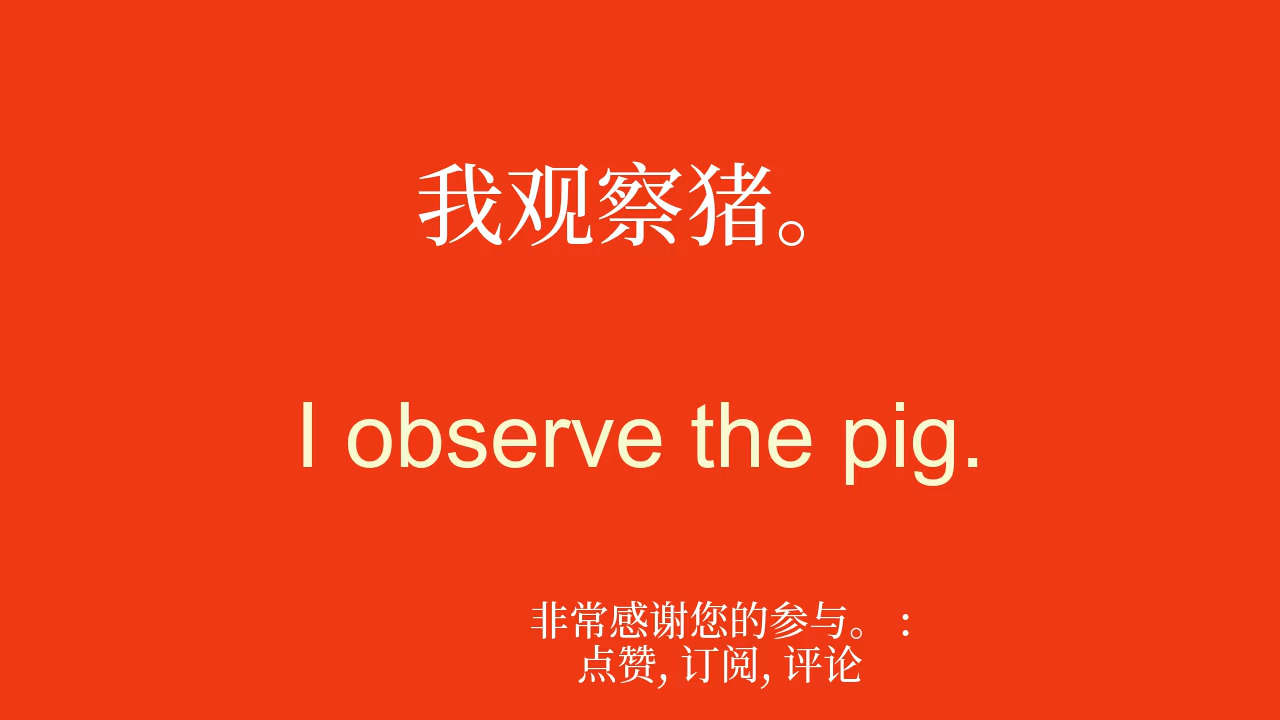 我观察猪。
I observe the pig.
非常感谢您的参与。 :
点赞, 订阅, 评论